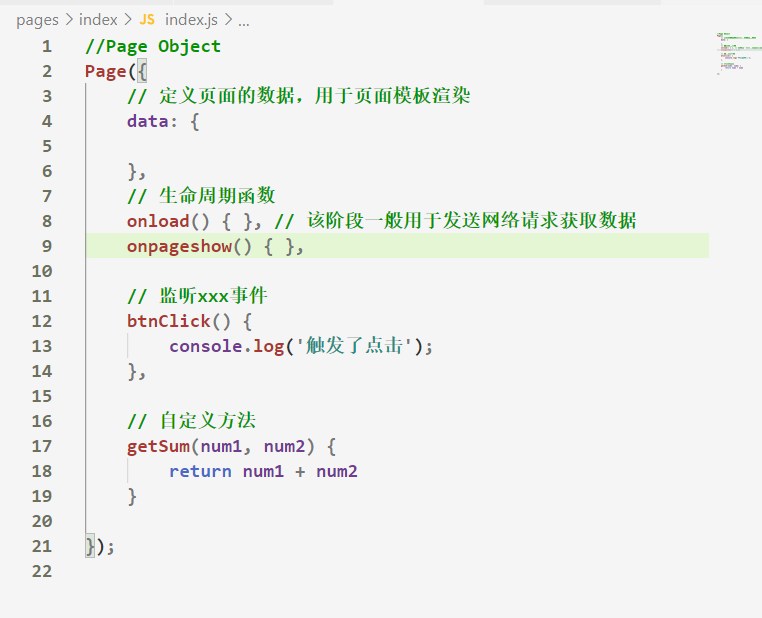 pages > index > JS index.js > ...
1 //Page Object
2 Page({
3 // 定义页面的数据，用于页面模板渲染
4 data: {
5
6 },
7 // 生命周期函数
8 onload() { }, // 该阶段一般用于发送网络请求获取数据
9 onpageshow() { },
10
11 // 监听xxx事件
12 btnClick() {
13 console.log('触发了点击');
14 },
15
16 // 自定义方法
17 getSum(num1, num2) {
18 return num1 + num2
19 }
20
21 });
22